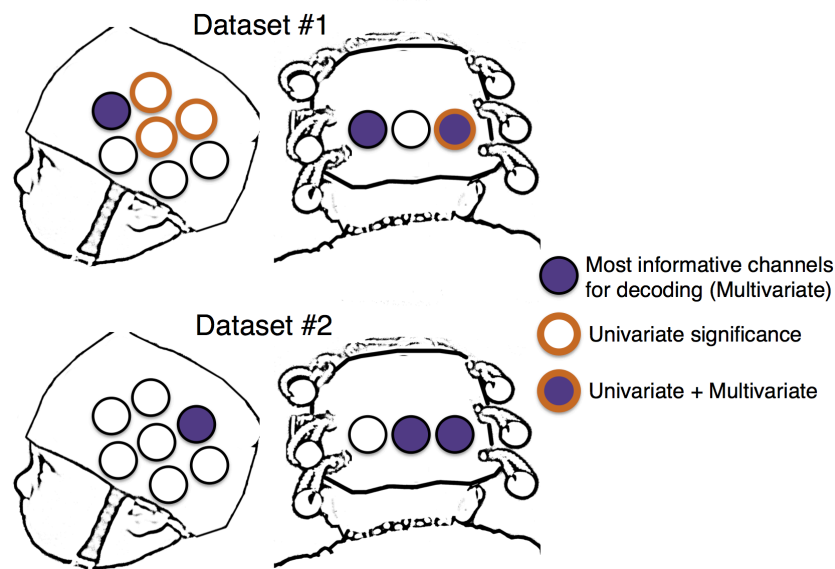 Dataset #1
Most informative channels
for decoding (Multivariate)
Dataset #2
Univariate significance
Univariate + Multivariate